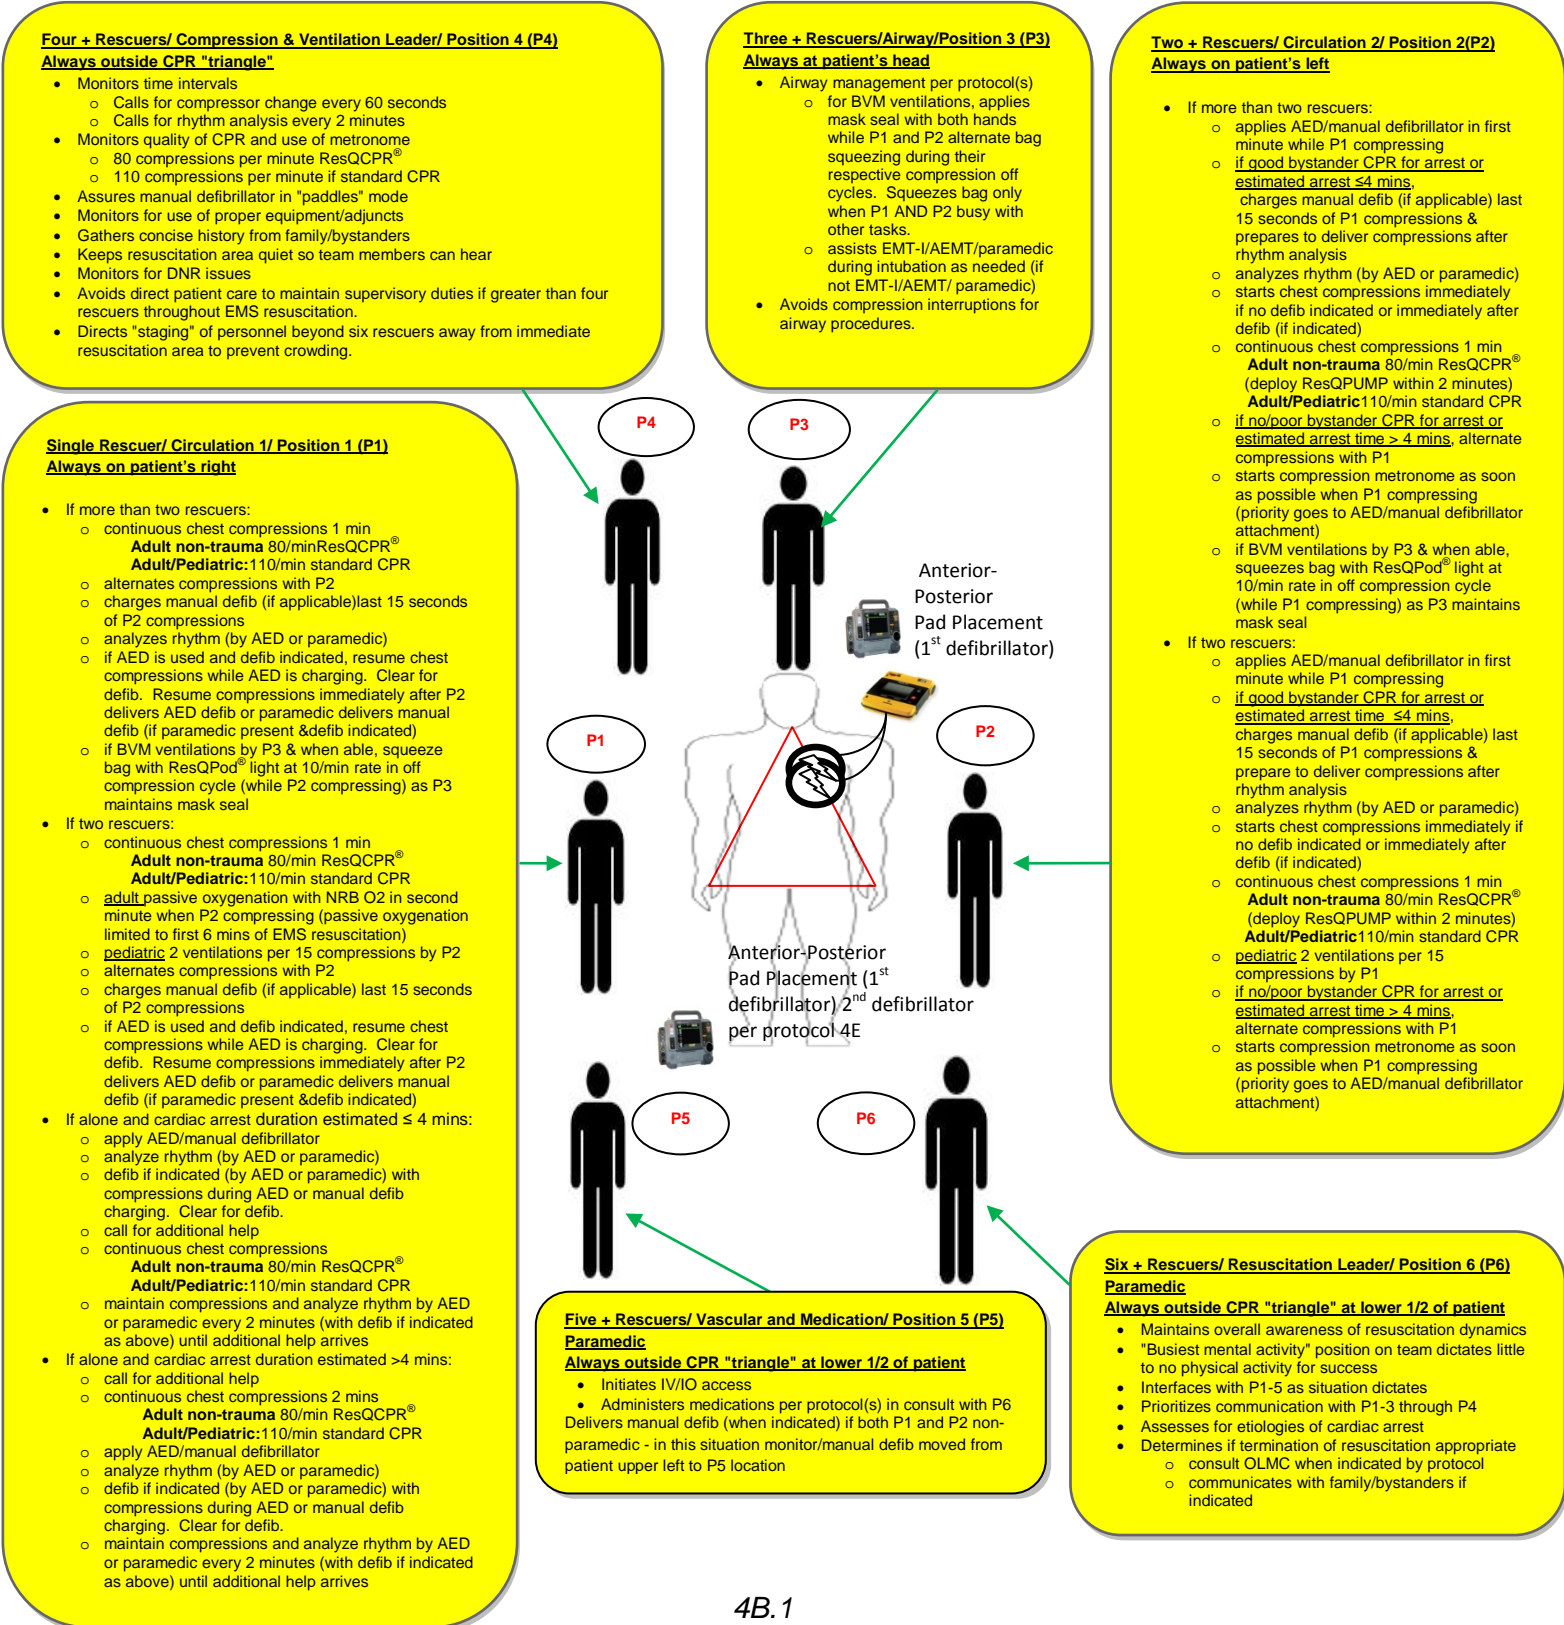 Four + Rescuers/ Compression & Ventilation Leader/ Position 4 (P4)
Always outside CPR "triangle"
• Monitors time intervals
o Calls for compressor change every 60 seconds
o Calls for rhythm analysis every 2 minutes
• Monitors quality of CPR and use of metronome
o 80 compressions per minute ResQCPR®
o 110 compressions per minute if standard CPR
• Assures manual defibrillator in "paddles" mode
• Monitors for use of proper equipment/adjuncts
• Gathers concise history from family/bystanders
• Keeps resuscitation area quiet so team members can hear
• Monitors for DNR issues
• Avoids direct patient care to maintain supervisory duties if greater than four
rescuers throughout EMS resuscitation.
• Directs "staging" of personnel beyond six rescuers away from immediate
resuscitation area to prevent crowding.
Three + Rescuers/Airway/Position 3 (P3)
Always at patient's head
• Airway management per protocol(s)
o for BVM ventilations, applies
mask seal with both hands
while P1 and P2 alternate bag
squeezing during their
respective compression off
cycles. Squeezes bag only
when P1 AND P2 busy with
other tasks.
o assists EMT-I/AEMT/paramedic
during intubation as needed (if
not EMT-I/AEMT/ paramedic)
• Avoids compression interruptions for
airway procedures.
Two + Rescuers/ Circulation 2/ Position 2(P2)
Always on patient's left
• If more than two rescuers:
o applies AED/manual defibrillator in first
minute while P1 compressing
o if good bystander CPR for arrest or
estimated arrest ≤4 mins,
charges manual defib (if applicable) last
15 seconds of P1 compressions &
prepares to deliver compressions after
rhythm analysis
o analyzes rhythm (by AED or paramedic)
o starts chest compressions immediately
if no defib indicated or immediately after
defib (if indicated)
o continuous chest compressions 1 min
Adult non-trauma 80/min ResQCPR®
(deploy ResQPUMP within 2 minutes)
Adult/Pediatric110/min standard CPR
o if no/poor bystander CPR for arrest or
estimated arrest time > 4 mins, alternate
compressions with P1
o starts compression metronome as soon
as possible when P1 compressing
(priority goes to AED/manual defibrillator
attachment)
o if BVM ventilations by P3 & when able,
squeezes bag with ResQPod® light at
10/min rate in off compression cycle
(while P1 compressing) as P3 maintains
mask seal
• If two rescuers:
o applies AED/manual defibrillator in first
minute while P1 compressing
o if good bystander CPR for arrest or
estimated arrest time ≤4 mins,
charges manual defib (if applicable) last
15 seconds of P1 compressions &
prepare to deliver compressions after
rhythm analysis
o analyzes rhythm (by AED or paramedic)
o starts chest compressions immediately if
no defib indicated or immediately after
defib (if indicated)
o continuous chest compressions 1 min
Adult non-trauma 80/min ResQCPR®
(deploy ResQPUMP within 2 minutes)
Adult/Pediatric110/min standard CPR
o pediatric 2 ventilations per 15
compressions by P1
o if no/poor bystander CPR for arrest or
estimated arrest time > 4 mins,
alternate compressions with P1
o starts compression metronome as soon
as possible when P1 compressing
(priority goes to AED/manual defibrillator
attachment)
Single Rescuer/ Circulation 1/ Position 1 (P1)
Always on patient's right
• If more than two rescuers:
o continuous chest compressions 1 min
Adult non-trauma 80/minResQCPR®
Adult/Pediatric:110/min standard CPR
o alternates compressions with P2
o charges manual defib (if applicable)last 15 seconds
of P2 compressions
o analyzes rhythm (by AED or paramedic)
o if AED is used and defib indicated, resume chest
compressions while AED is charging. Clear for
defib. Resume compressions immediately after P2
delivers AED defib or paramedic delivers manual
defib (if paramedic present &defib indicated)
o if BVM ventilations by P3 & when able, squeeze
bag with ResQPod® light at 10/min rate in off
compression cycle (while P2 compressing) as P3
maintains mask seal
• If two rescuers:
o continuous chest compressions 1 min
Adult non-trauma 80/min ResQCPR®
Adult/Pediatric:110/min standard CPR
o adult passive oxygenation with NRB O2 in second
minute when P2 compressing (passive oxygenation
limited to first 6 mins of EMS resuscitation)
o pediatric 2 ventilations per 15 compressions by P2
o alternates compressions with P2
o charges manual defib (if applicable) last 15 seconds
of P2 compressions
o if AED is used and defib indicated, resume chest
compressions while AED is charging. Clear for
defib. Resume compressions immediately after P2
delivers AED defib or paramedic delivers manual
defib (if paramedic present &defib indicated)
• If alone and cardiac arrest duration estimated ≤ 4 mins:
o apply AED/manual defibrillator
o analyze rhythm (by AED or paramedic)
o defib if indicated (by AED or paramedic) with
compressions during AED or manual defib
charging. Clear for defib.
o call for additional help
o continuous chest compressions
Adult non-trauma 80/min ResQCPR®
Adult/Pediatric:110/min standard CPR
o maintain compressions and analyze rhythm by AED
or paramedic every 2 minutes (with defib if indicated
as above) until additional help arrives
• If alone and cardiac arrest duration estimated >4 mins:
o call for additional help
o continuous chest compressions 2 mins
Adult non-trauma 80/min ResQCPR®
Adult/Pediatric:110/min standard CPR
o apply AED/manual defibrillator
o analyze rhythm (by AED or paramedic)
o defib if indicated (by AED or paramedic) with
compressions during AED or manual defib
charging. Clear for defib.
o maintain compressions and analyze rhythm by AED
or paramedic every 2 minutes (with defib if indicated
as above) until additional help arrives
P4
P3
Anterior-
Posterior
Pad Placement
(1st defibrillator)
P1
P2
Anterior-Posterior
Pad Placement (1st
defibrillator) 2nd defibrillator
per protocol 4E
P5
P6
Five + Rescuers/ Vascular and Medication/ Position 5 (P5)
Paramedic
Always outside CPR "triangle" at lower 1/2 of patient
• Initiates IV/IO access
• Administers medications per protocol(s) in consult with P6
Delivers manual defib (when indicated) if both P1 and P2 non-
paramedic - in this situation monitor/manual defib moved from
patient upper left to P5 location
Six + Rescuers/ Resuscitation Leader/ Position 6 (P6)
Paramedic
Always outside CPR "triangle" at lower 1/2 of patient
• Maintains overall awareness of resuscitation dynamics
• "Busiest mental activity" position on team dictates little
to no physical activity for success
• Interfaces with P1-5 as situation dictates
• Prioritizes communication with P1-3 through P4
• Assesses for etiologies of cardiac arrest
• Determines if termination of resuscitation appropriate
o consult OLMC when indicated by protocol
o communicates with family/bystanders if
indicated
4B.1